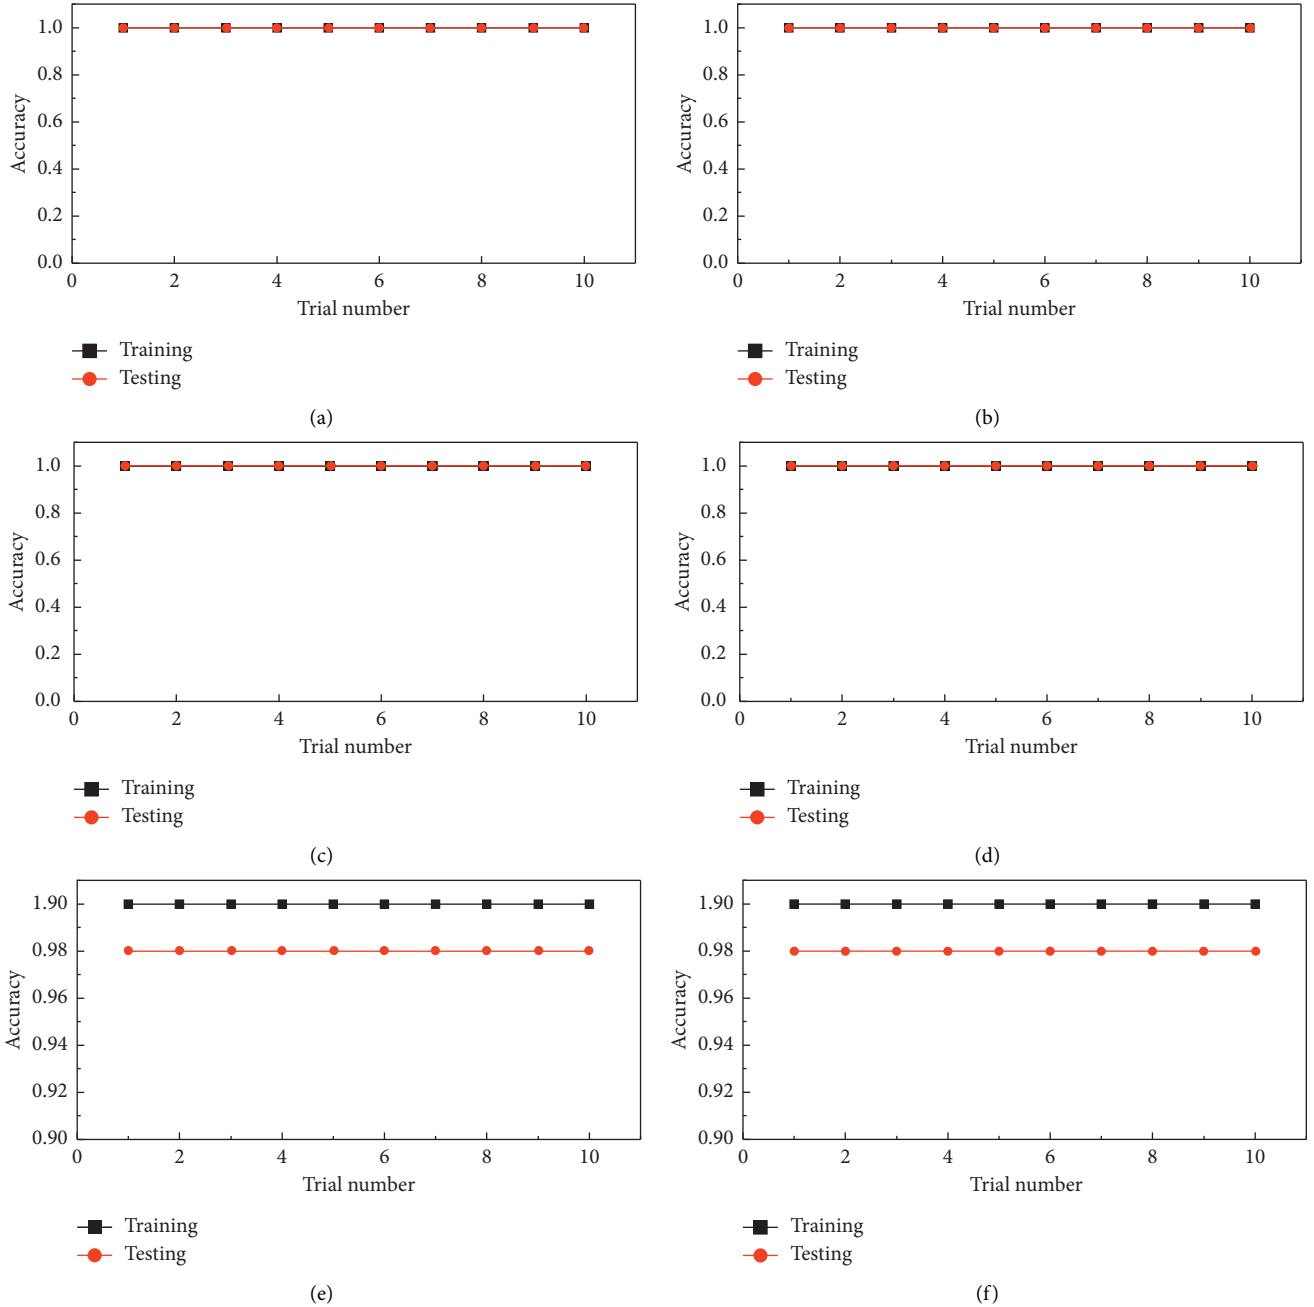 1.0
0.8
0.6
0.4
0.2
0.0
Accuracy
0 2 4 6 8 10
Trial number
Training
Testing
(a)
1.0
0.8
0.6
0.4
0.2
0.0
Accuracy
0 2 4 6 8 10
Trial number
Training
Testing
(b)
1.0
0.8
0.6
0.4
0.2
0.0
Accuracy
0 2 4 6 8 10
Trial number
Training
Testing
(c)
1.0
0.8
0.6
0.4
0.2
0.0
Accuracy
0 2 4 6 8 10
Trial number
Training
Testing
(d)
1.90
0.98
0.96
0.94
0.92
0.90
Accuracy
0 2 4 6 8 10
Trial number
Training
Testing
(e)
1.90
0.98
0.96
0.94
0.92
0.90
Accuracy
0 2 4 6 8 10
Trial number
Training
Testing
(f)